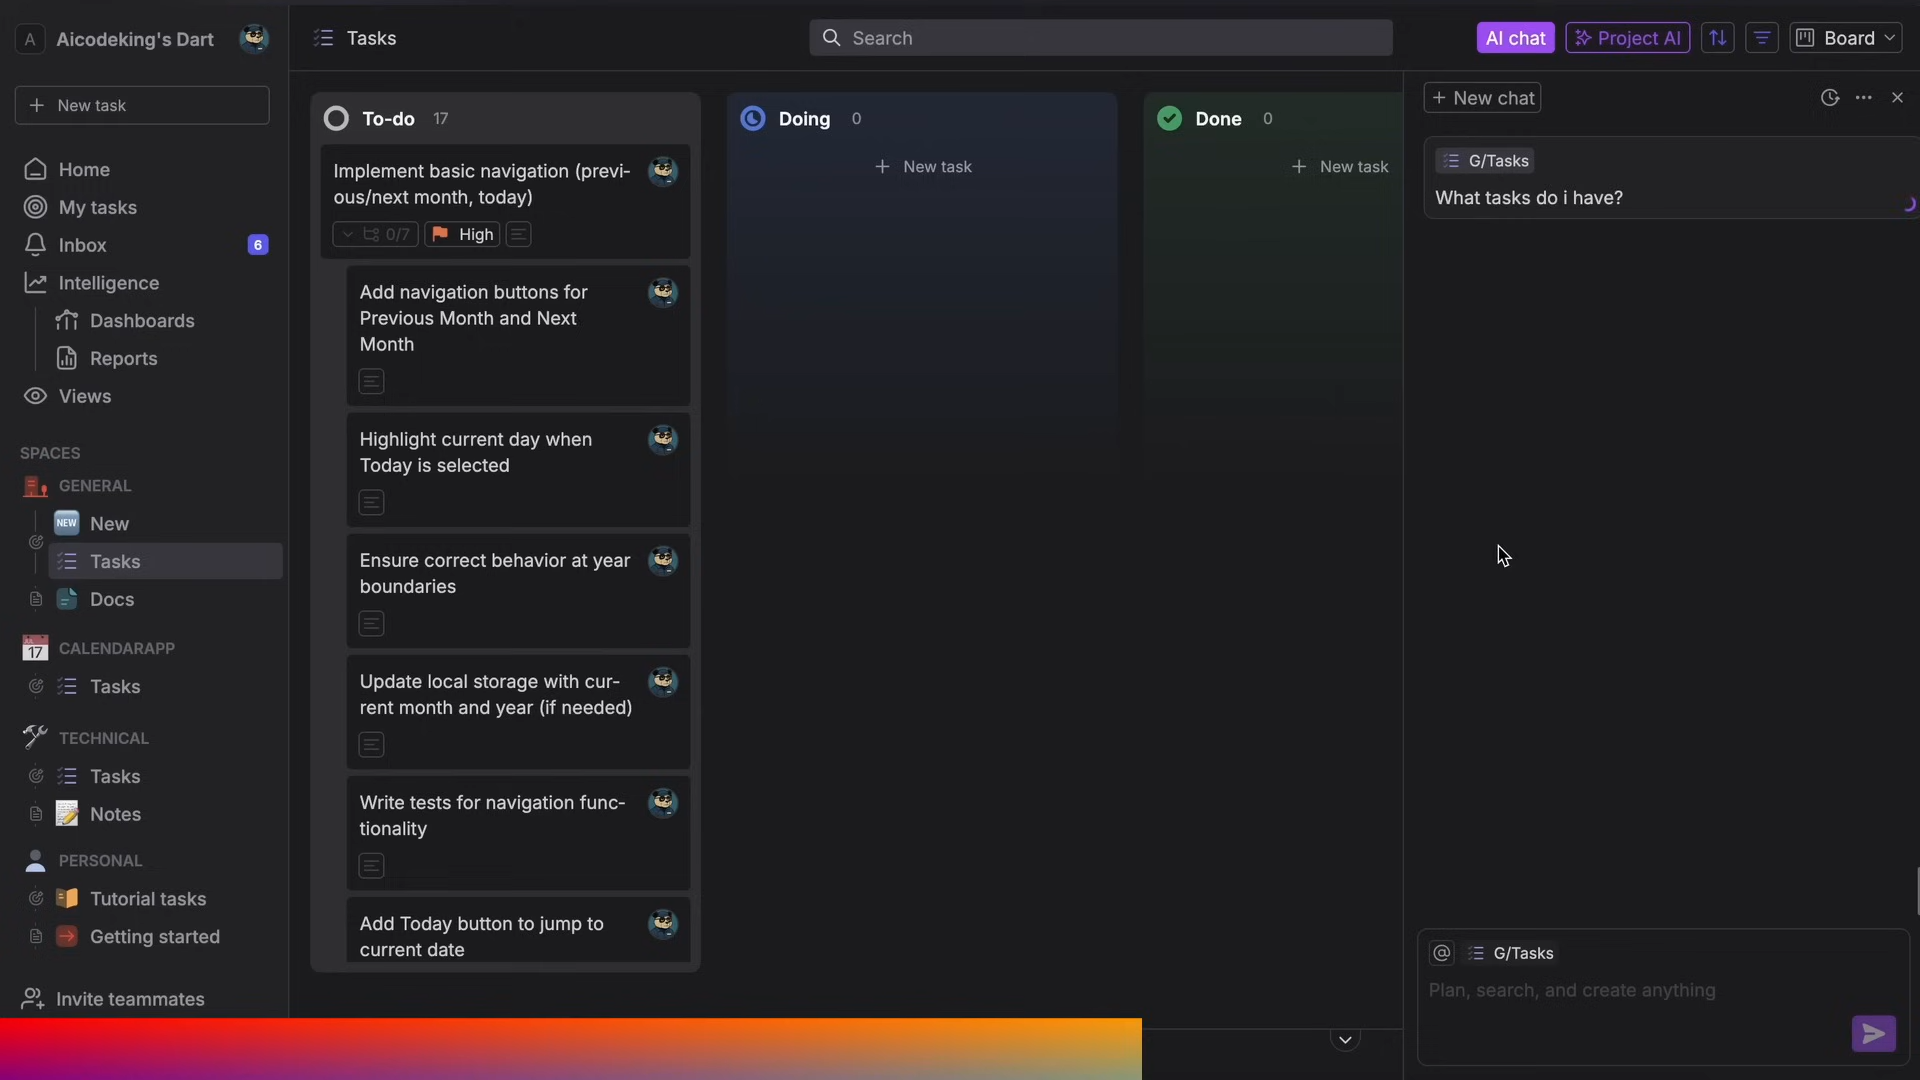 A Aicodeking's Dart
New task
Home
My tasks
Inbox 6
Intelligence
Dashboards
Reports
Views
SPACES
GENERAL
NEW New
Tasks
Docs
17 CALENDARAPP
Tasks
TECHNICAL
Tasks
Notes
PERSONAL
Tutorial tasks
Getting started
Invite teammates
Tasks
Search
AI chat
Project AI
Board
To-do 17
Implement basic navigation (previ-
ous/next month, today)
0/7 High
Add navigation buttons for
Previous Month and Next
Month
Highlight current day when
Today is selected
Ensure correct behavior at year
boundaries
Update local storage with cur-
rent month and year (if needed)
Write tests for navigation func-
tionality
Add Today button to jump to
current date
Doing 0
New task
Done 0
New task
New chat
G/Tasks
What tasks do i have?
@ G/Tasks
Plan, search, and create anything